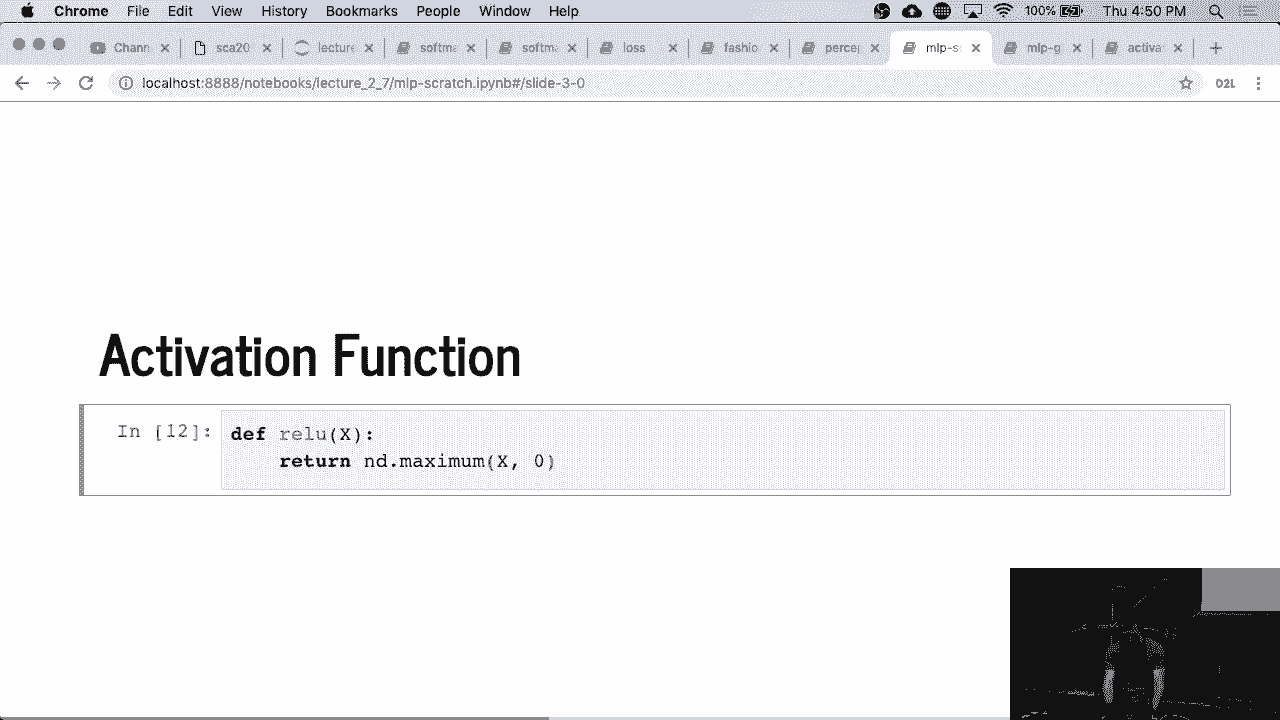 Chrome File Edit View History Bookmarks People Window Help 100% Thu 4:50 PM
Chann sca20 lecture softma softma loss fashio percep mlp-s mlp-g activa
localhost:8888/notebooks/lecture_2_7/mlp-scratch.ipynb#/slide-3-0 D2L
Activation Function
In [12]: def relu(X):
return nd.maximum(X, 0)